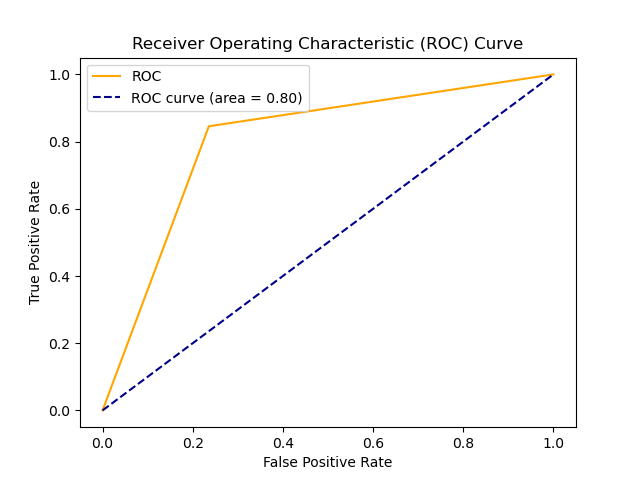 Receiver Operating Characteristic (ROC) Curve
ROC
ROC curve (area = 0.80)
True Positive Rate
1.0
0.8
0.6
0.4
0.2
0.0
0.0 0.2 0.4 0.6 0.8 1.0
False Positive Rate